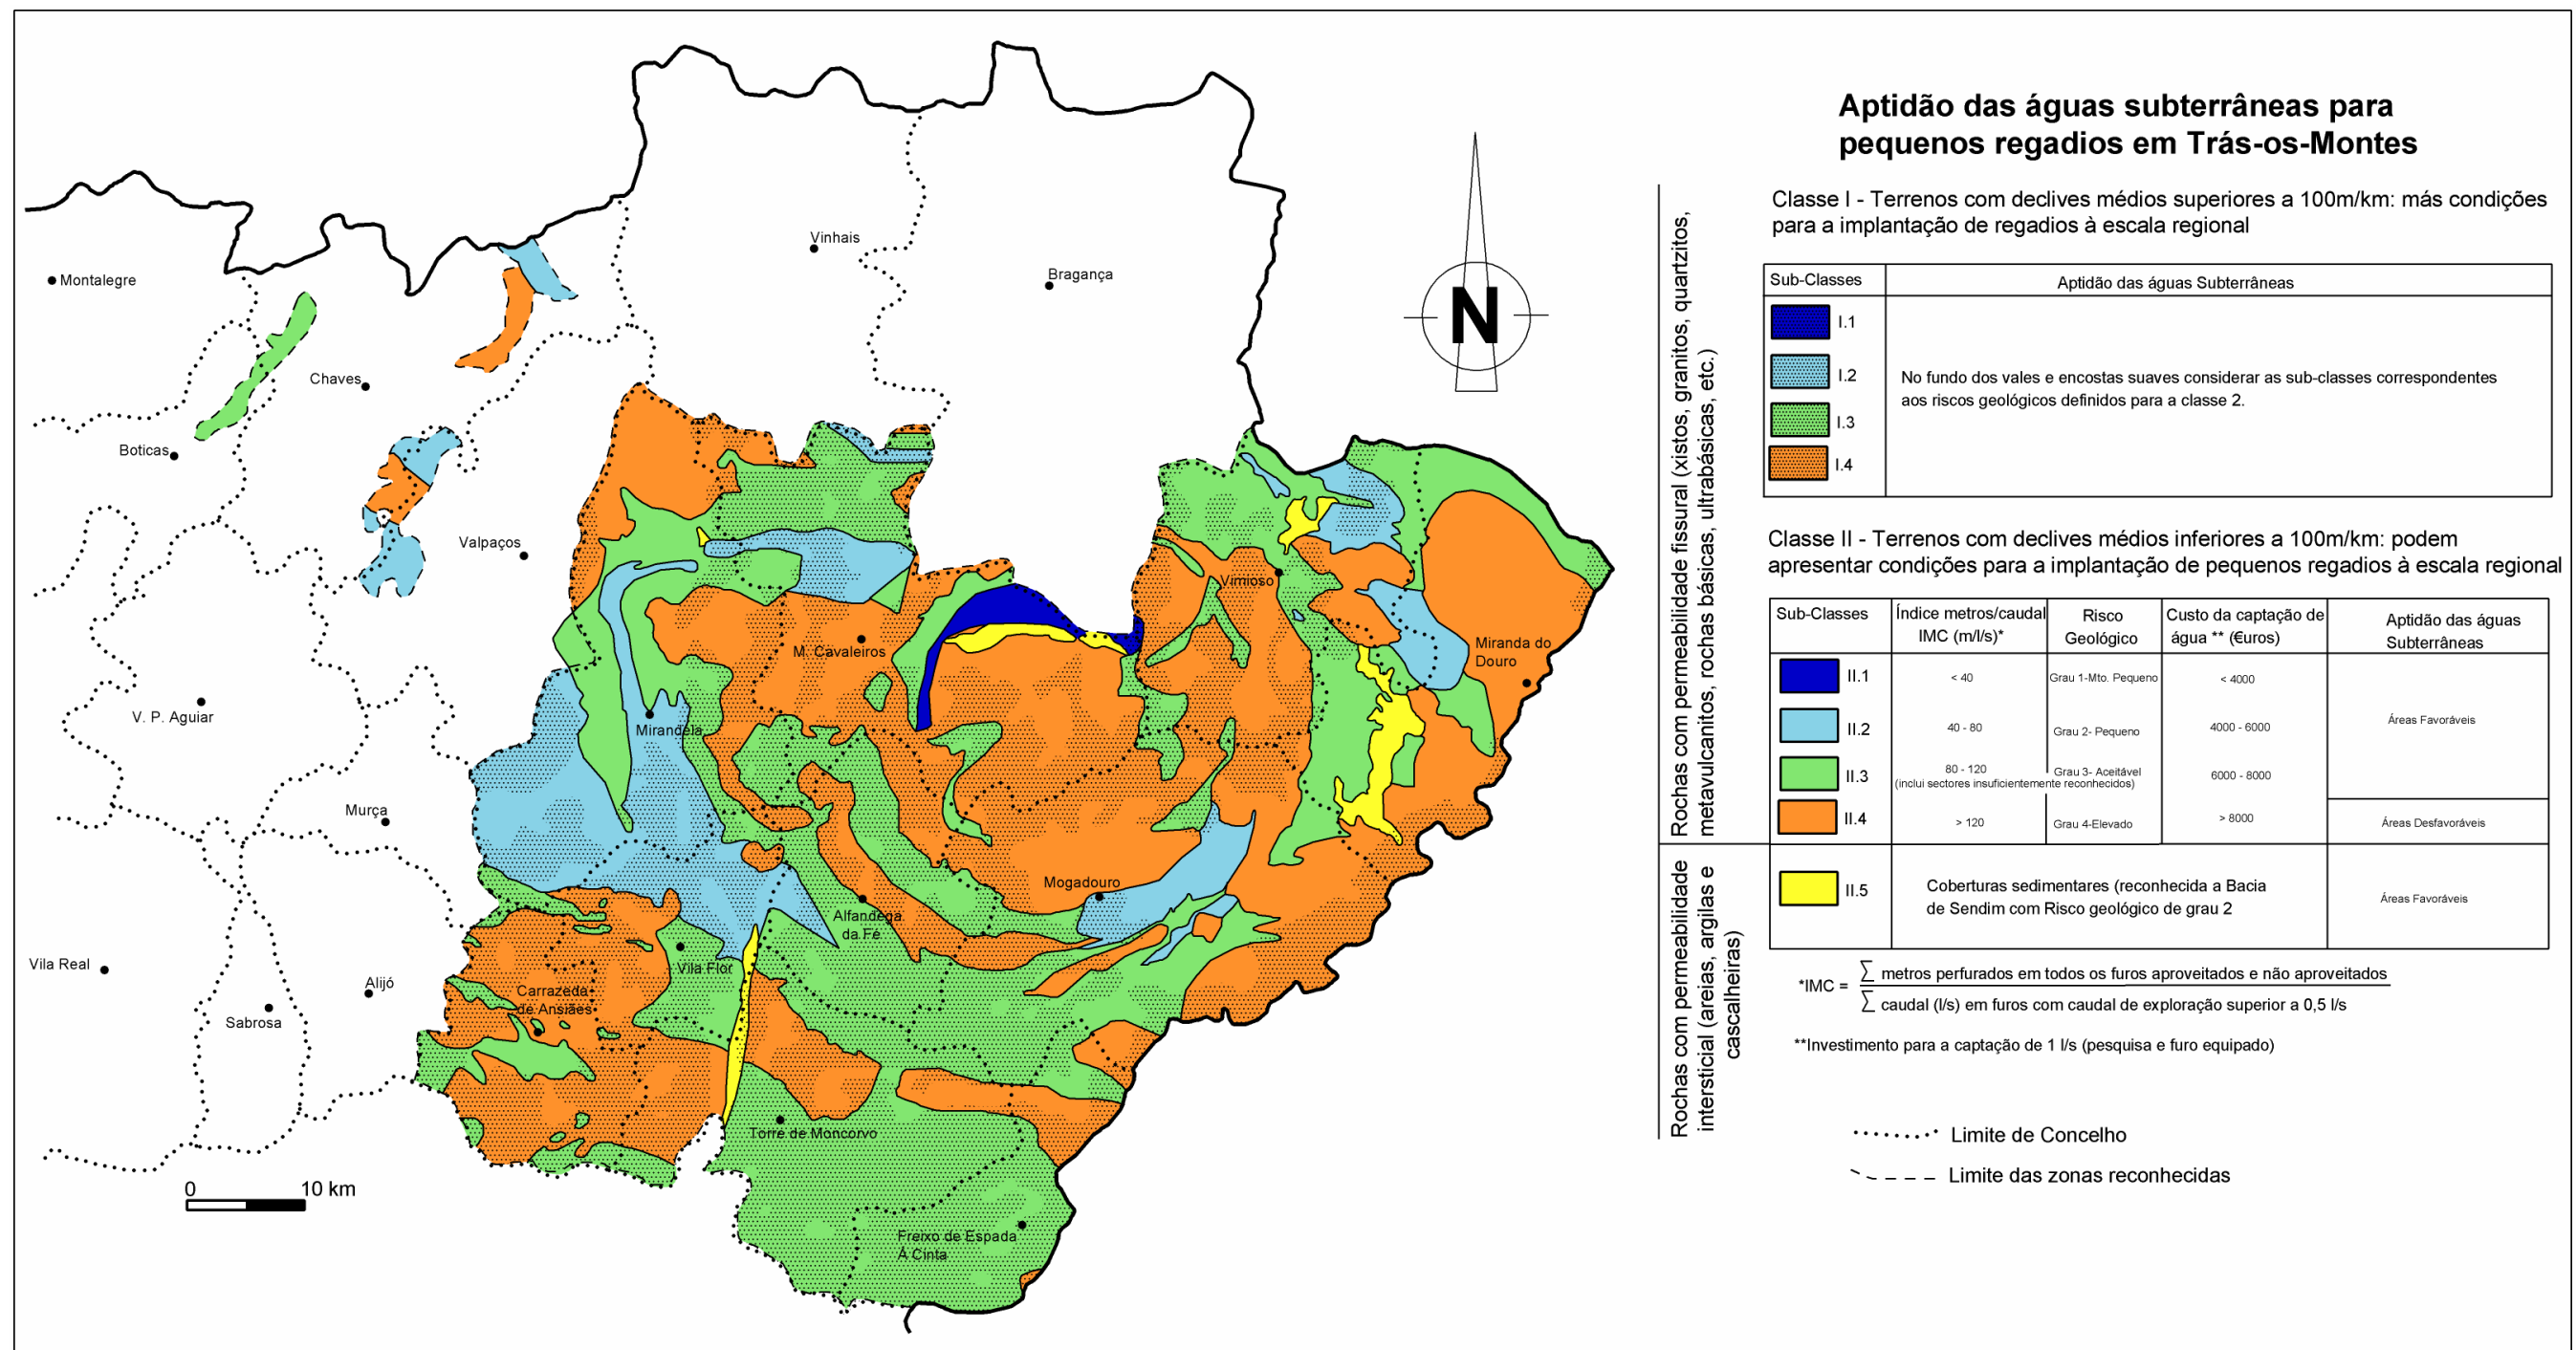 Aptidão das águas subterrâneas para
pequenos regadios em Trás-os-Montes
Classe I - Terrenos com declives médios superiores a 100m/km: más condições
para a implantação de regadios à escala regional
Sub-Classes
Aptidão das águas Subterrâneas
I.1
I.2
I.3
I.4
No fundo dos vales e encostas suaves considerar as sub-classes correspondentes
aos riscos geológicos definidos para a classe 2.
Classe II - Terrenos com declives médios inferiores a 100m/km: podem
apresentar condições para a implantação de pequenos regadios à escala regional
Sub-Classes
Índice metros/caudal
IMC (m/l/s)*
Risco
Geológico
Custo da captação de
água ** (€uros)
Aptidão das águas
Subterrâneas
II.1
< 40
Grau 1-Mto. Pequeno
< 4000
II.2
40 - 80
Grau 2- Pequeno
4000 - 6000
Áreas Favoráveis
II.3
80 - 120
(inclui sectores insuficientemente reconhecidos)
Grau 3- Aceitável
6000 - 8000
II.4
> 120
Grau 4-Elevado
> 8000
Áreas Desfavoráveis
II.5
Coberturas sedimentares (reconhecida a Bacia
de Sendim com Risco geológico de grau 2
Áreas Favoráveis
Rochas com permeabilidade fissural (xistos, granitos, quartzitos,
metavulcanitos, rochas básicas, ultrabásicas, etc.)
Rochas com permeabilidade
intersticial (areias, argilas e
cascalheiras)
*IMC = ∑ metros perfurados em todos os furos aproveitados e não aproveitados
∑ caudal (l/s) em furos com caudal de exploração superior a 0,5 l/s
**Investimento para a captação de 1 l/s (pesquisa e furo equipado)
Limite de Concelho
Limite das zonas reconhecidas
N
Vinhais
Bragança
Montalegre
Chaves
Boticas
Valpaços
Vimioso
Miranda do
Douro
M. Cavaleiros
V. P. Aguiar
Mirandela
Murça
Mogadouro
Alfandega
da Fé
Vila Real
Vila Flor
Alijó
Carrazeda
de Ansiães
Sabrosa
Torre de Moncorvo
0 10 km
Freixo de Espada
À Cinta